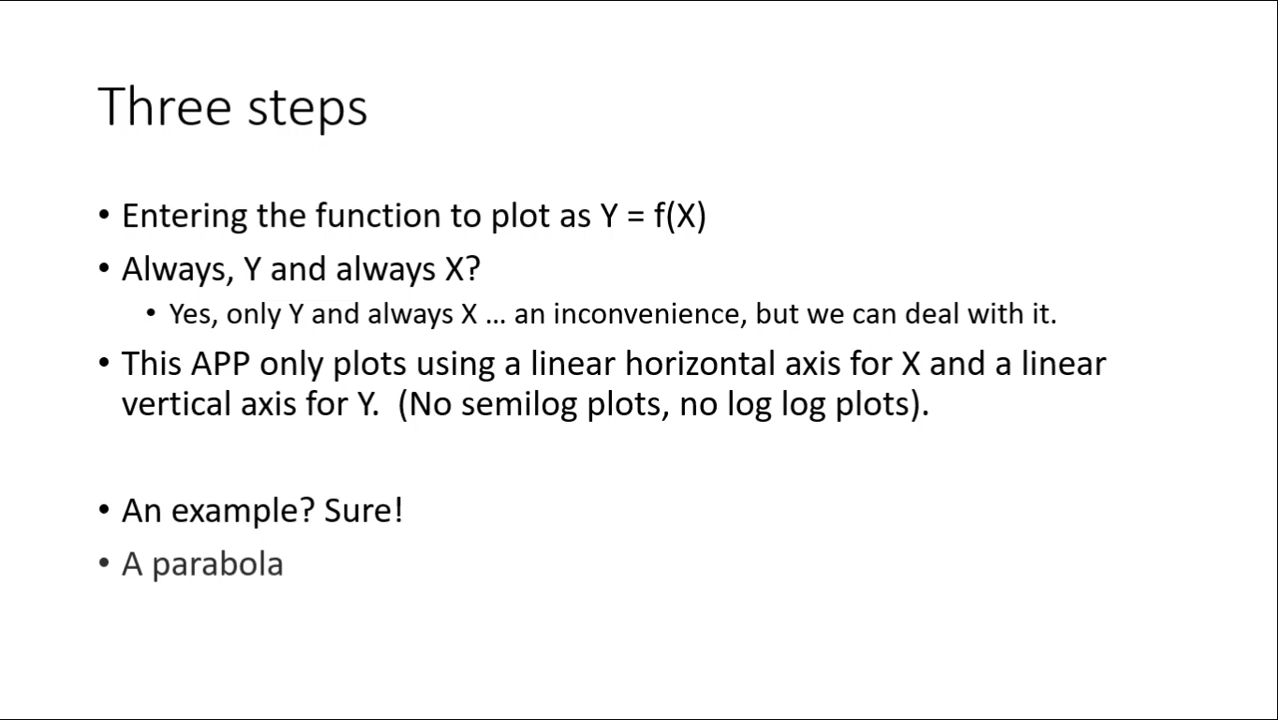 Three steps
• Entering the function to plot as Y = f(X)
• Always, Y and always X?
• Yes, only Y and always X … an inconvenience, but we can deal with it.
• This APP only plots using a linear horizontal axis for X and a linear
vertical axis for Y.  (No semilog plots, no log log plots).
• An example? Sure!
• A parabola